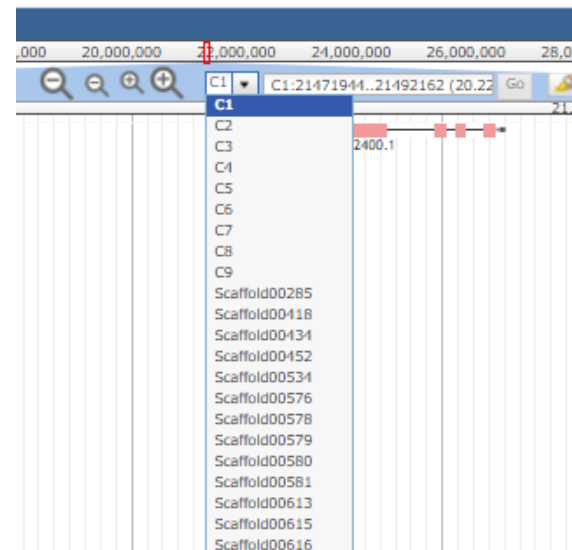 ,000 20,000,000 22,000,000 24,000,000 26,000,000 28,0
C1 C1:21471944..21492162 (20.22 Go
21,
C1
C2
2400.1
C3
C4
C5
C6
C7
C8
C9
Scaffold00285
Scaffold00418
Scaffold00434
Scaffold00452
Scaffold00534
Scaffold00576
Scaffold00578
Scaffold00579
Scaffold00580
Scaffold00581
Scaffold00613
Scaffold00615
Scaffold00616